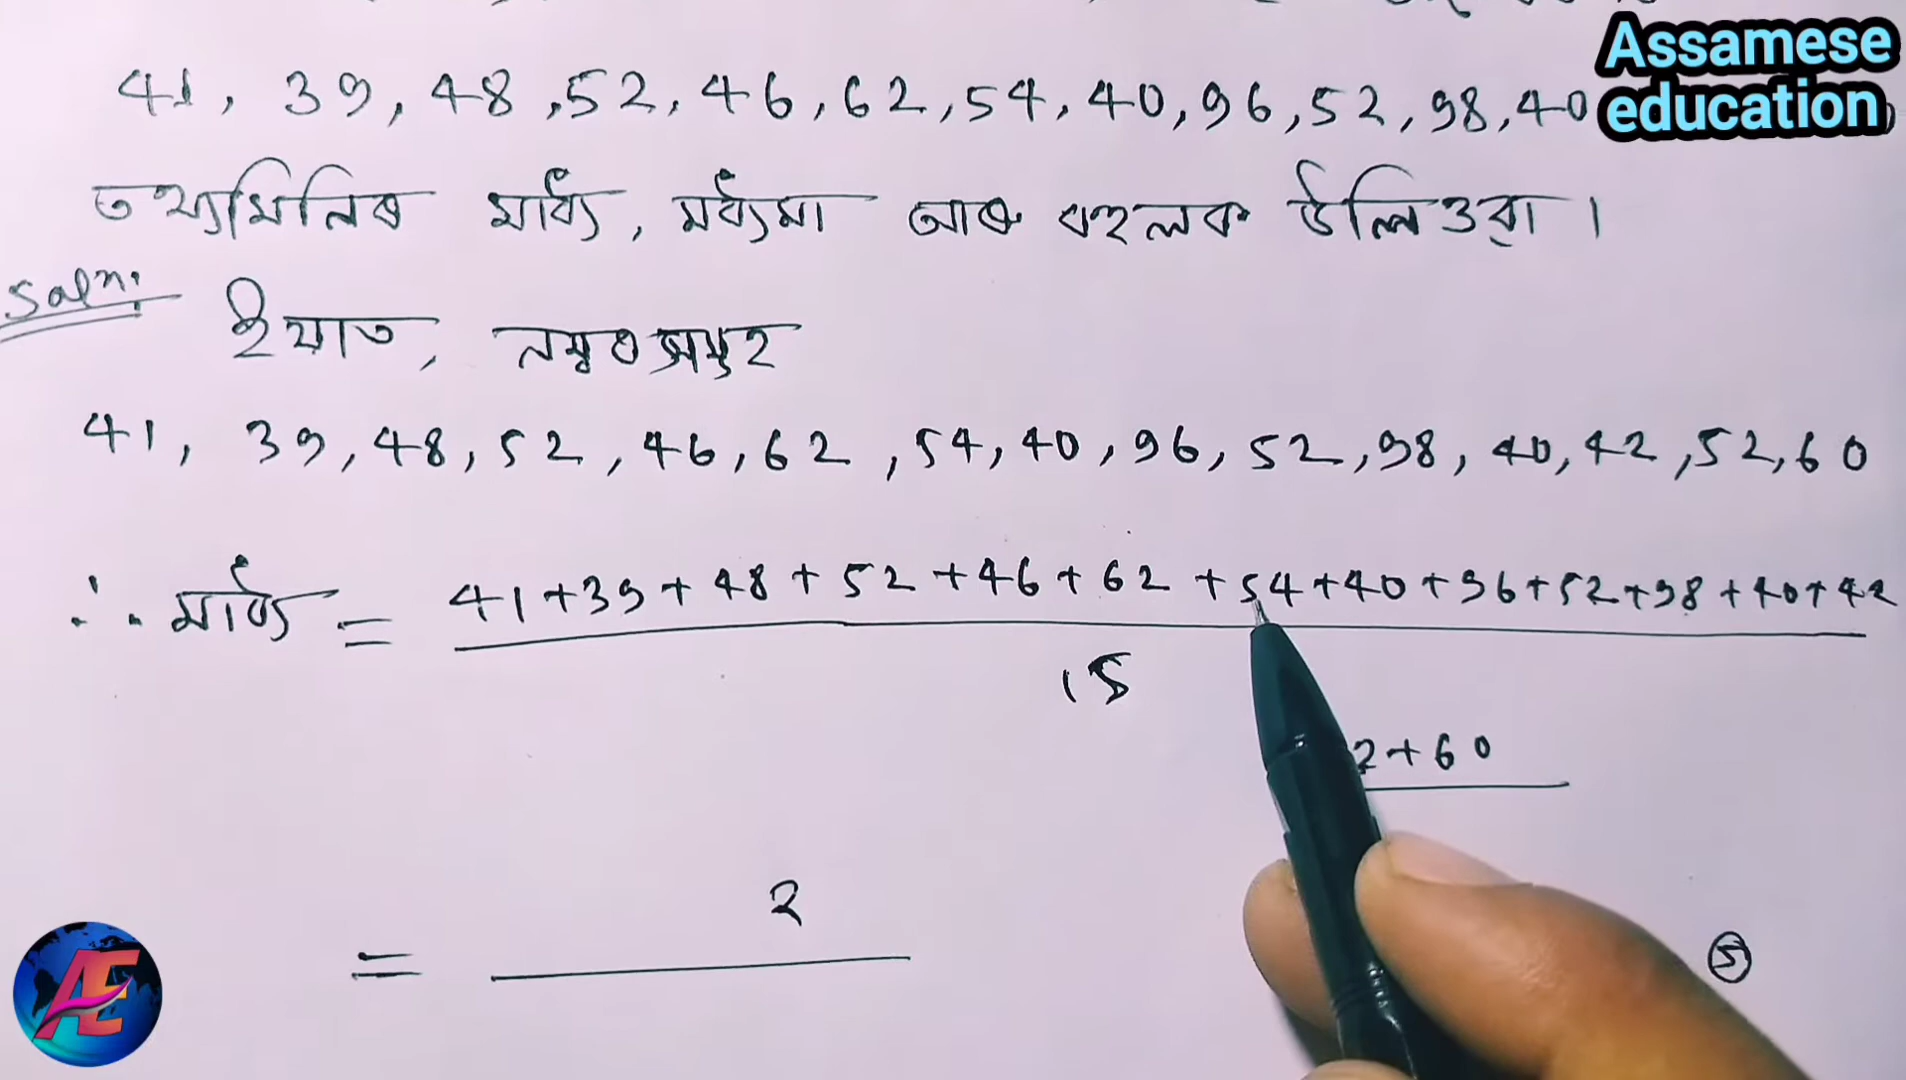 Assamese
education
41, 39, 48, 52, 46, 62, 54, 40, 96, 52, 98, 40
তথ্যখিনিৰ মাধ্য, মধ্যমা আৰু বহুলক উলিওৱা।
Soln:
ইয়াত, নম্বৰসমূহ
41, 39, 48, 52, 46, 62, 54, 40, 96, 52, 98, 40, 42, 52, 60
∴ মাধ্য = 41+39+48+52+46+62+54+40+96+52+98+40+42
15
2+60
= 2
5
AE